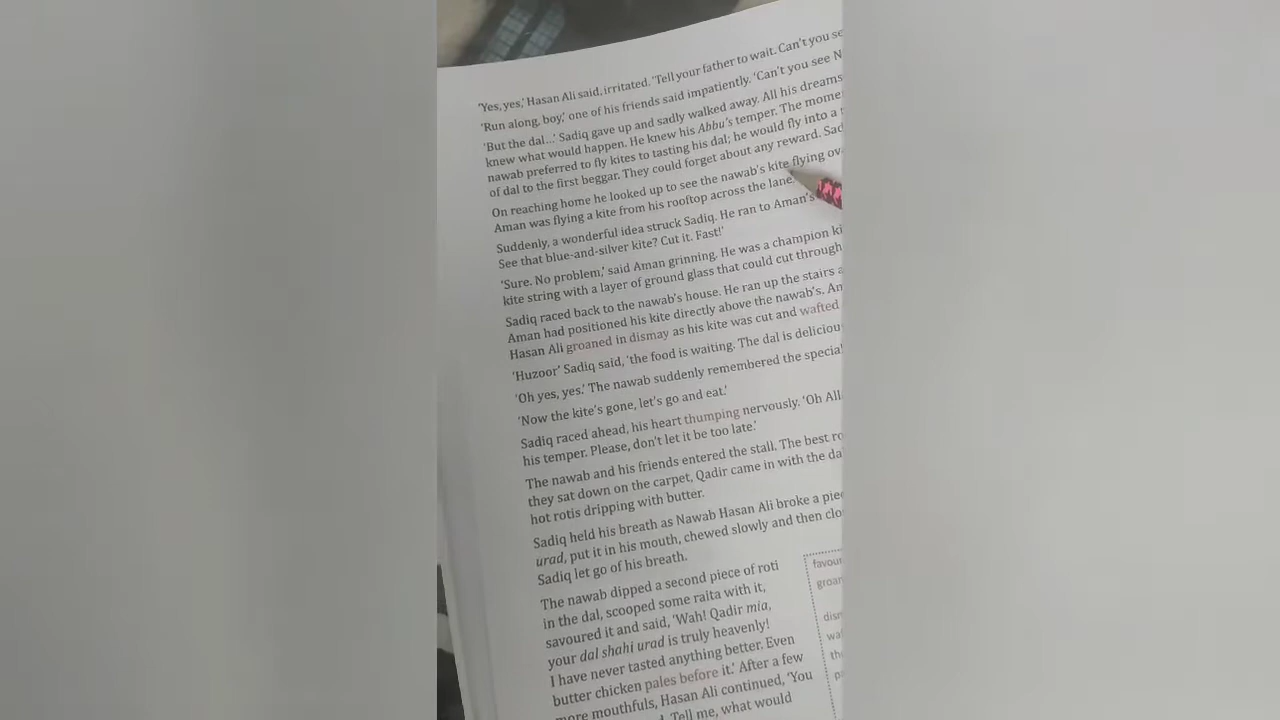 'Yes, yes,' Hasan Ali said, irritated. 'Tell your father to wait. Can't you se
'Run along, boy,' one of his friends said impatiently. 'Can't you see N
'But the dal...' Sadiq gave up and sadly walked away. All his dreams
knew what would happen. He knew his Abbu's temper. The mome
nawab preferred to fly kites to tasting his dal; he would fly into a
of dal to the first beggar. They could forget about any reward. Sad
On reaching home he looked up to see the nawab's kite flying ov
Aman was flying a kite from his rooftop across the lane.
Suddenly, a wonderful idea struck Sadiq. He ran to Aman's
See that blue-and-silver kite? Cut it. Fast!'
'Sure. No problem,' said Aman grinning. He was a champion ki
kite string with a layer of ground glass that could cut through
Sadiq raced back to the nawab's house. He ran up the stairs a
Aman had positioned his kite directly above the nawab's. An
Hasan Ali groaned in dismay as his kite was cut and wafted
'Huzoor' Sadiq said, 'the food is waiting. The dal is deliciou
'Oh yes, yes.' The nawab suddenly remembered the special
'Now the kite's gone, let's go and eat.'
Sadiq raced ahead, his heart thumping nervously. 'Oh All
his temper. Please, don't let it be too late.'
The nawab and his friends entered the stall. The best ro
they sat down on the carpet, Qadir came in with the da
hot rotis dripping with butter.
Sadiq held his breath as Nawab Hasan Ali broke a pie
urad, put it in his mouth, chewed slowly and then clo
Sadiq let go of his breath.
The nawab dipped a second piece of roti
in the dal, scooped some raita with it,
savoured it and said, 'Wah! Qadir mia,
your dal shahi urad is truly heavenly!
I have never tasted anything better. Even
butter chicken pales before it.' After a few
more mouthfuls, Hasan Ali continued, 'You
Tell me, what would
favou
groan
dism
wa
th
p